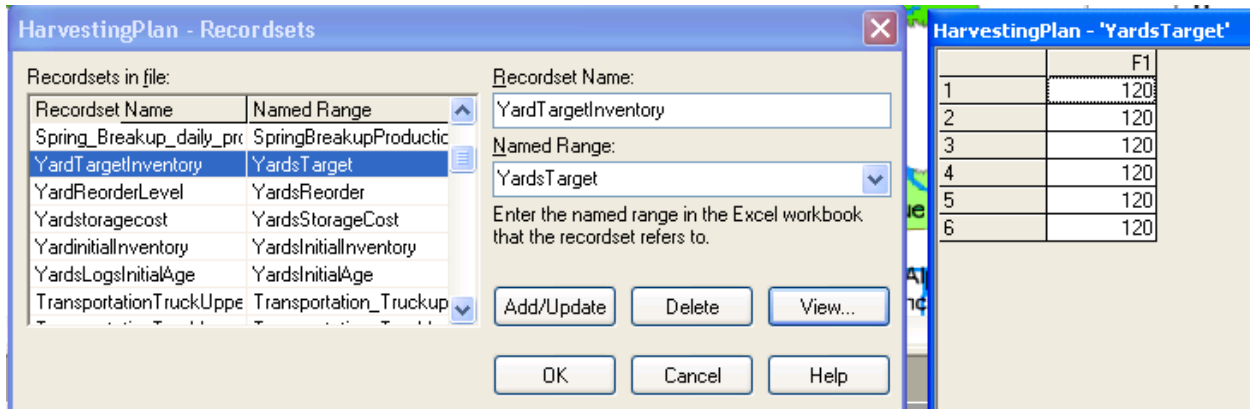 HarvestingPlan - Recordsets
Recordsets in file:
Recordset Name Named Range
Spring_Breakup_daily_pro SpringBreakupProductic
YardTargetInventory YardsTarget
YardReorderLevel YardsReorder
Yardstoragecost YardsStorageCost
YardinitialInventory YardsInitialInventory
YardsLogsInitialAge YardsInitialAge
TransportationTruckUppe Transportation_Truckup
Recordset Name:
YardTargetInventory
Named Range:
YardsTarget
Enter the named range in the Excel workbook
that the recordset refers to.
Add/Update Delete View...
OK Cancel Help
HarvestingPlan - 'YardsTarget'
F1
1 120
2 120
3 120
4 120
5 120
6 120